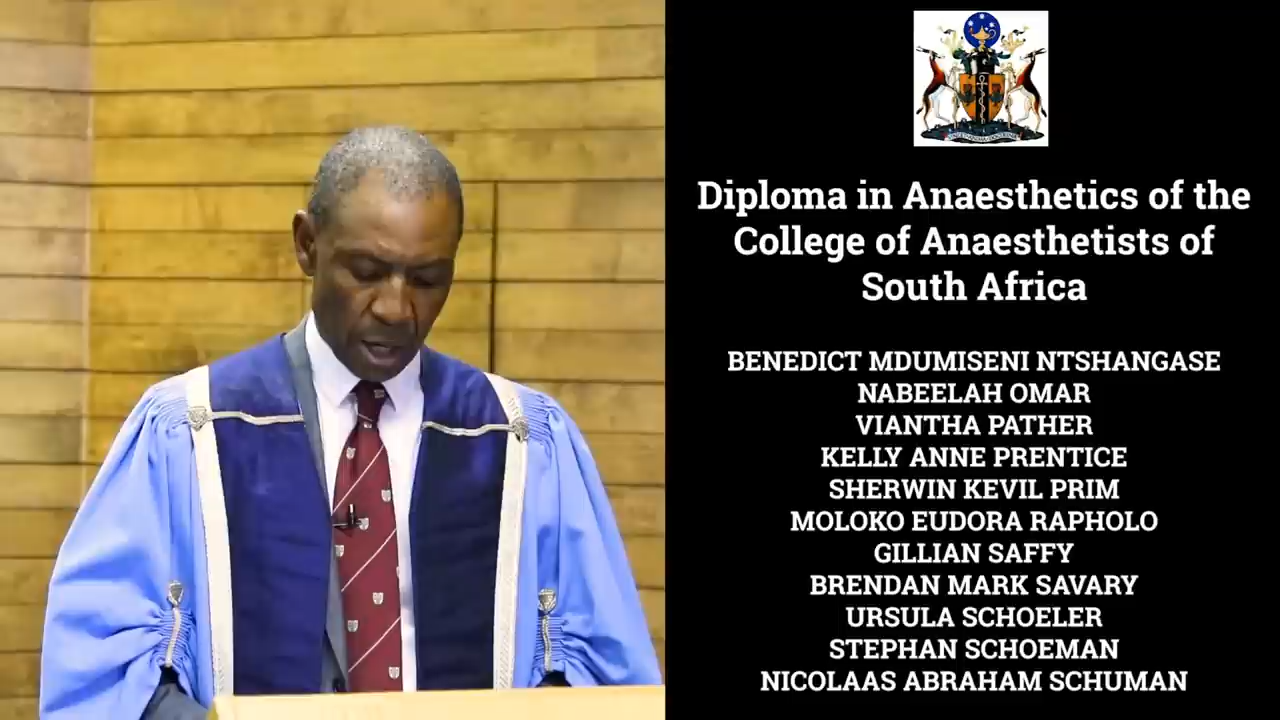 Diploma in Anaesthetics of the
College of Anaesthetists of
South Africa
BENEDICT MDUMISENI NTSHANGASE
NABEELAH OMAR
VIANTHA PATHER
KELLY ANNE PRENTICE
SHERWIN KEVIL PRIM
MOLOKO EUDORA RAPHOLO
GILLIAN SAFFY
BRENDAN MARK SAVARY
URSULA SCHOELER
STEPHAN SCHOEMAN
NICOLAAS ABRAHAM SCHUMAN